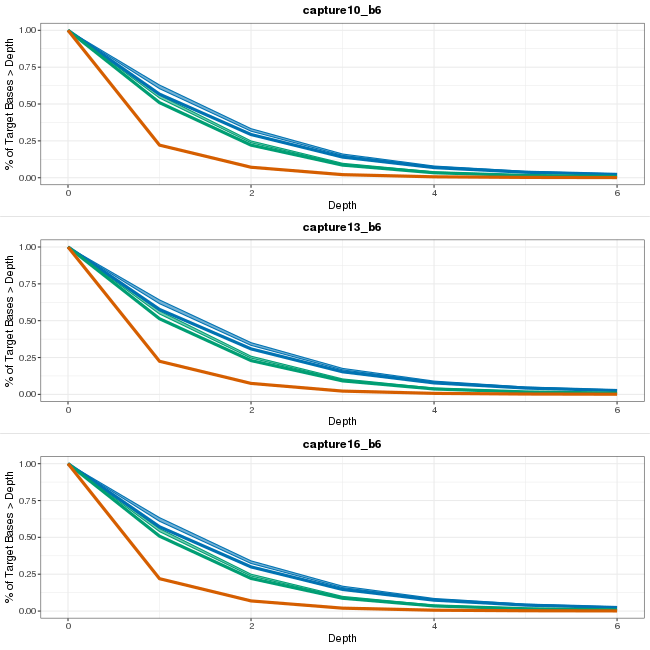 capture10_b6
% of Target Bases > Depth
1.00
0.75
0.50
0.25
0.00
0 2 4 6
Depth
capture13_b6
% of Target Bases > Depth
1.00
0.75
0.50
0.25
0.00
0 2 4 6
Depth
capture16_b6
% of Target Bases > Depth
1.00
0.75
0.50
0.25
0.00
0 2 4 6
Depth